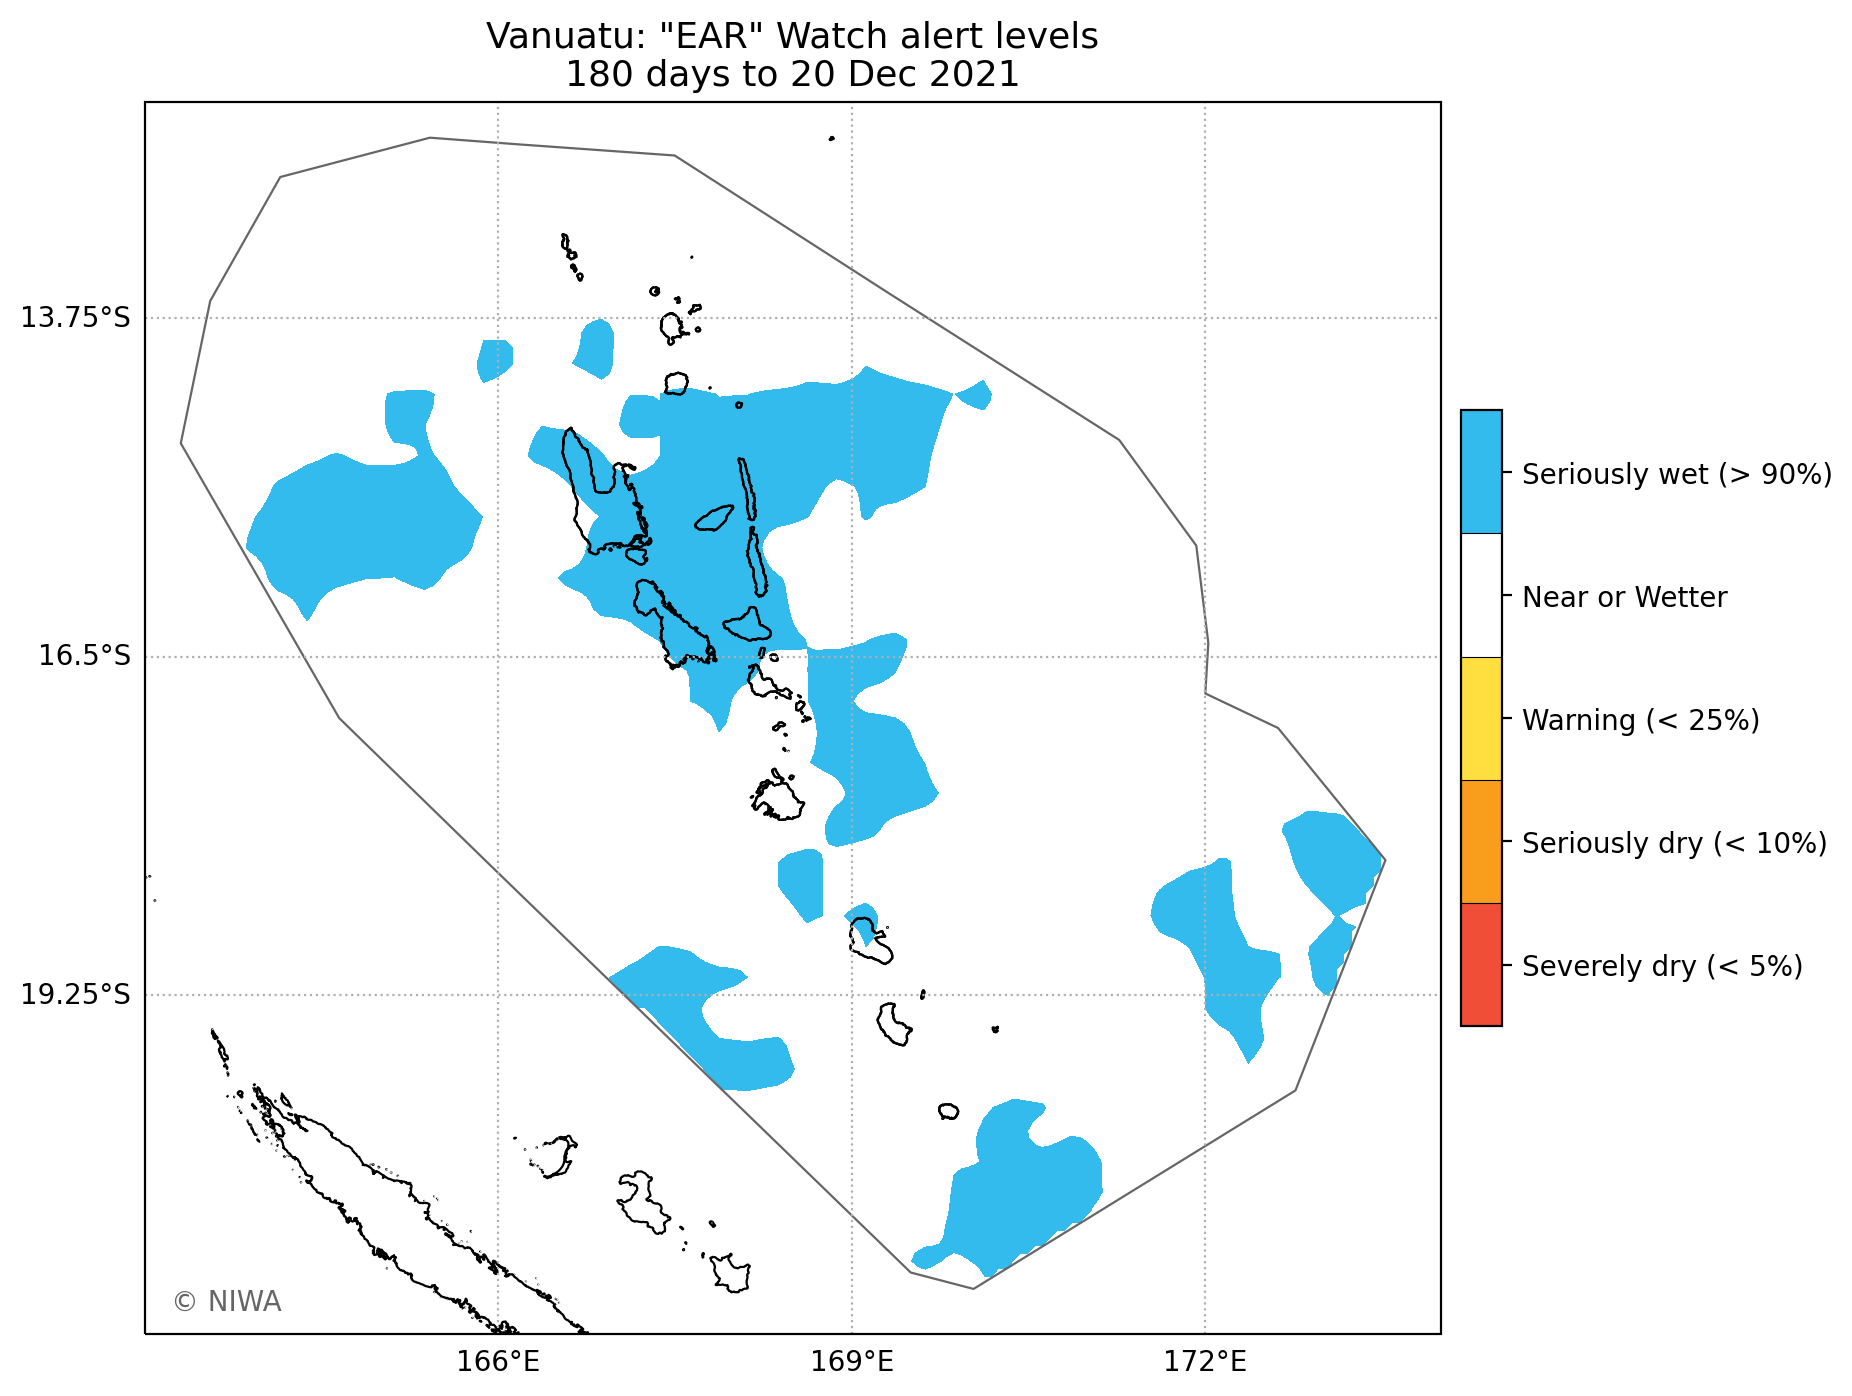 Vanuatu: "EAR" Watch alert levels
180 days to 20 Dec 2021
13.75°S
16.5°S
19.25°S
166°E
169°E
172°E
Seriously wet (> 90%)
Near or Wetter
Warning (< 25%)
Seriously dry (< 10%)
Severely dry (< 5%)
© NIWA